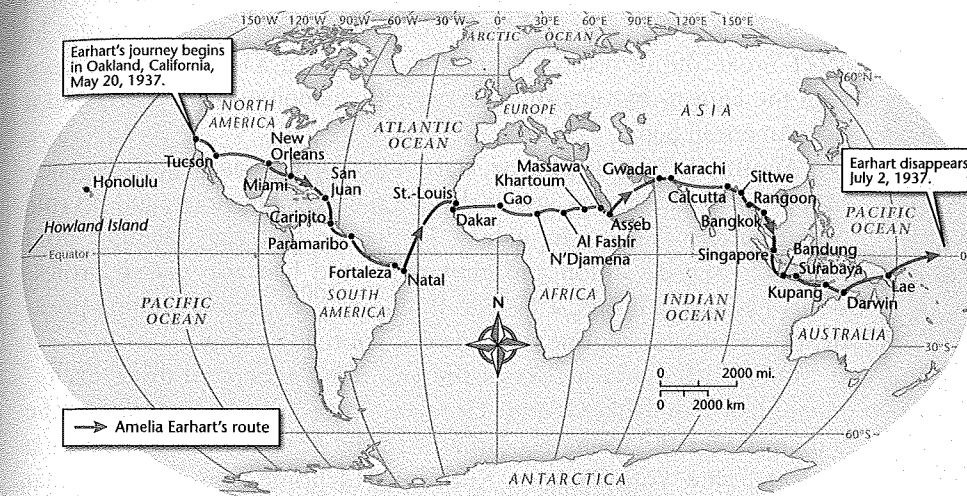 150°W 120°W 90°W 60°W 30°W 0° 30°E 60°E 90°E 120°E 150°E
ARCTIC OCEAN
Earhart's journey begins
in Oakland, California,
May 20, 1937.
60°N
NORTH
AMERICA
EUROPE
ASIA
ATLANTIC
OCEAN
New
Orleans
Tucson
Miami
San
Juan
Honolulu
Massawa
Khartoum
Gwadar
Karachi
Earhart disappears
July 2, 1937.
St.-Louis
Gao
Calcutta
Sittwe
Rangoon
Howland Island
Caripito
Dakar
Asseb
Bangkok
PACIFIC
OCEAN
Paramaribo
Al Fashir
N'Djamena
Equator
Singapore
Bandung
0
Fortaleza
Natal
Surabaya
Kupang
Lae
Darwin
PACIFIC
OCEAN
SOUTH
AMERICA
N
AFRICA
INDIAN
OCEAN
AUSTRALIA
30°S
0 2000 mi.
0 2000 km
Amelia Earhart's route
60°S
ANTARCTICA